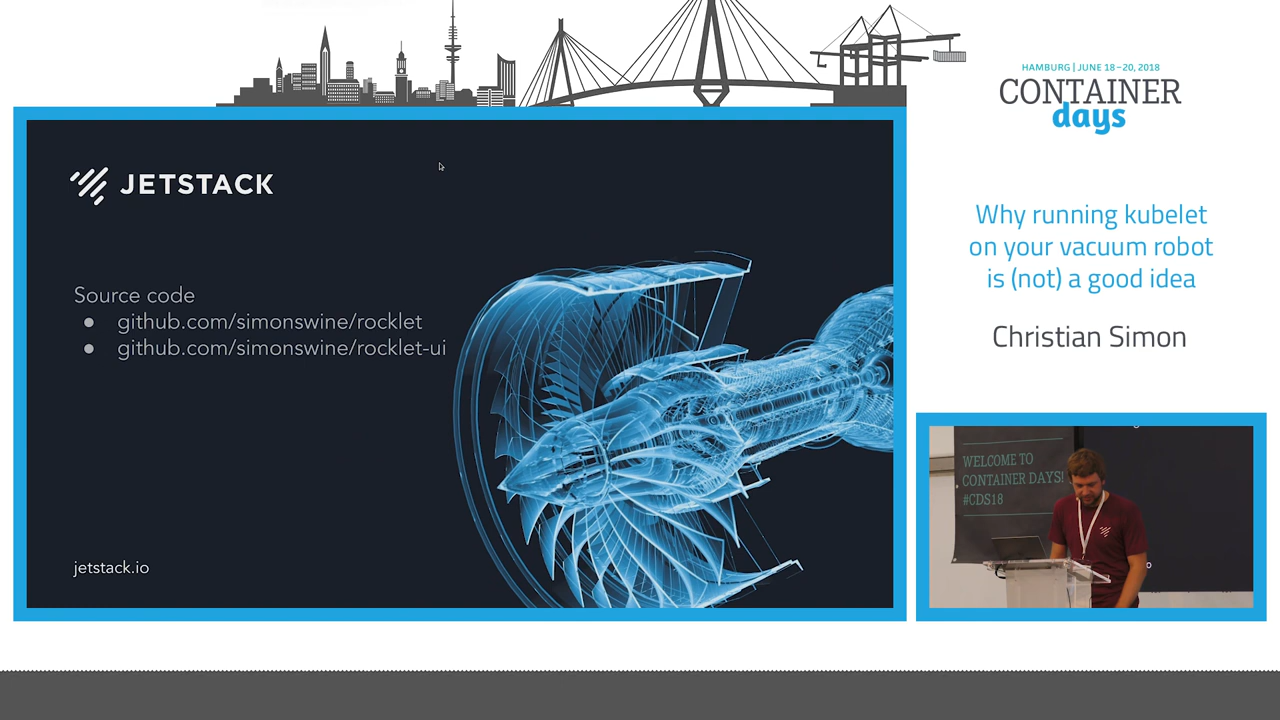 HAMBURG | JUNE 18–20, 2018
CONTAINER
days
JETSTACK
Source code
● github.com/simonswine/rocklet
● github.com/simonswine/rocklet-ui
jetstack.io
Why running kubelet
on your vacuum robot
is (not) a good idea
Christian Simon
WELCOME TO
CONTAINER DAYS!
#CDS18